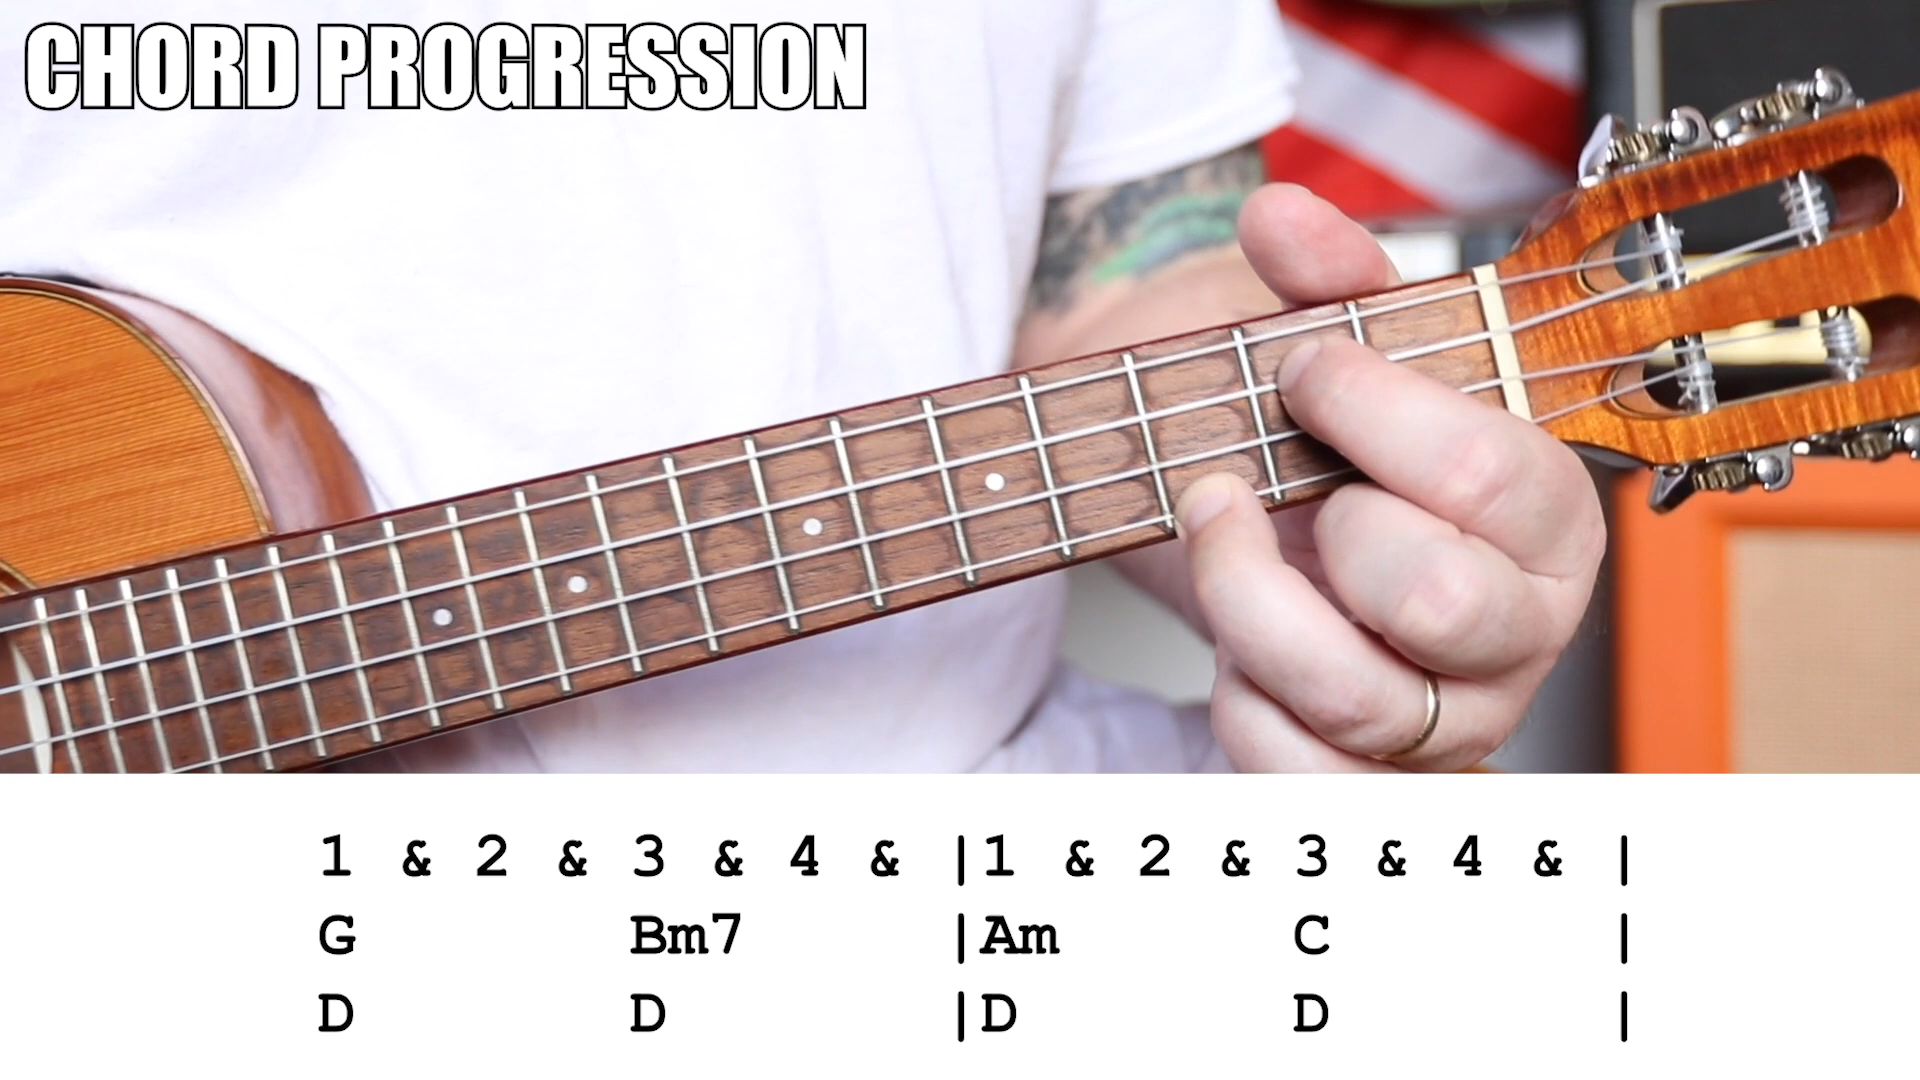 CHORD PROGRESSION
1 & 2 & 3 & 4 & |1 & 2 & 3 & 4 & |
G Bm7 |Am C |
D D |D D |